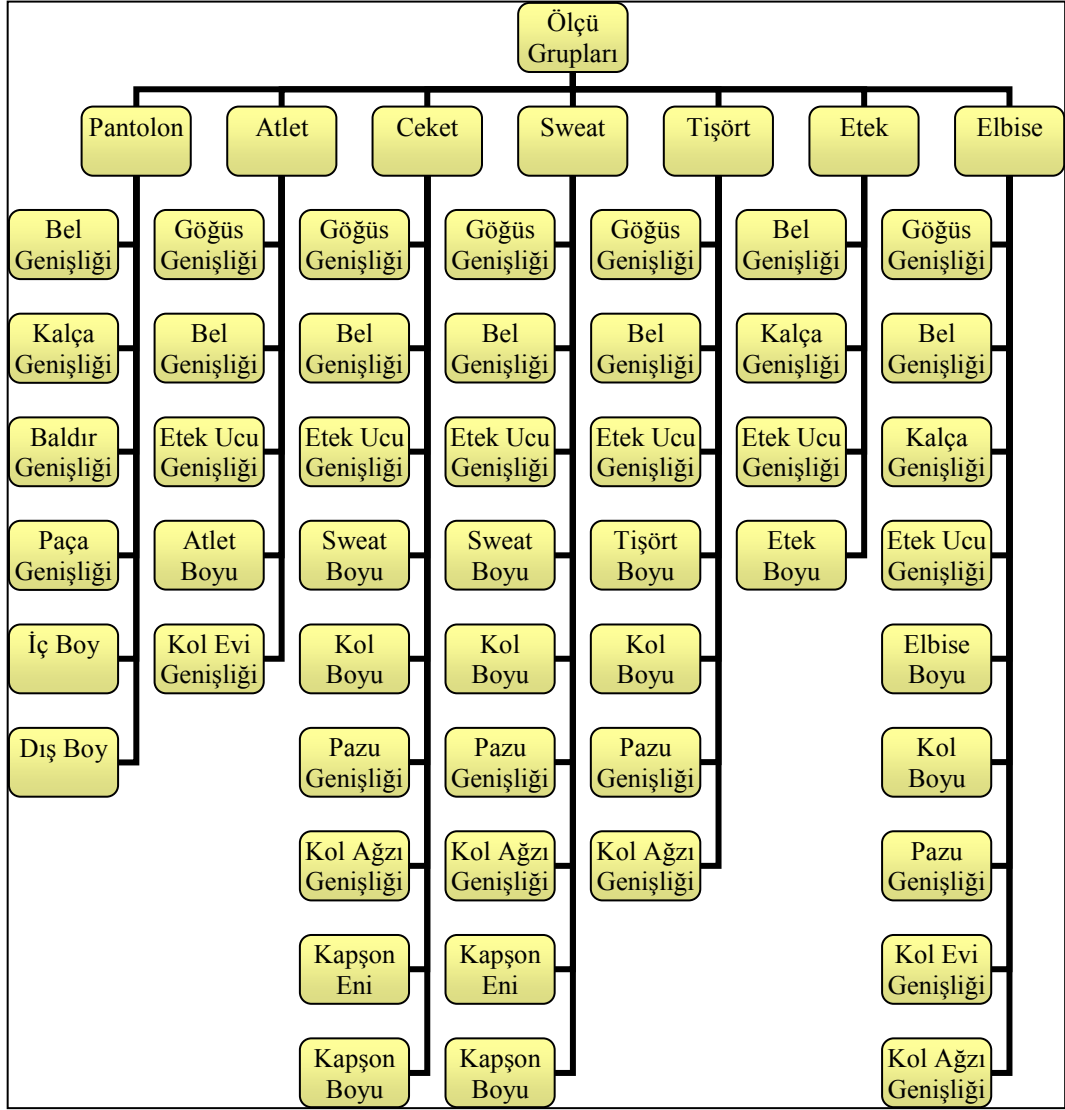 Ölçü
Grupları
Pantolon
Bel
Genişliği
Kalça
Genişliği
Baldır
Genişliği
Paça
Genişliği
İç Boy
Dış Boy
Atlet
Göğüs
Genişliği
Bel
Genişliği
Etek Ucu
Genişliği
Atlet
Boyu
Kol Evi
Genişliği
Ceket
Göğüs
Genişliği
Bel
Genişliği
Etek Ucu
Genişliği
Sweat
Boyu
Kol
Boyu
Pazu
Genişliği
Kol Ağzı
Genişliği
Kapşon
Eni
Kapşon
Boyu
Sweat
Göğüs
Genişliği
Bel
Genişliği
Etek Ucu
Genişliği
Sweat
Boyu
Kol
Boyu
Pazu
Genişliği
Kol Ağzı
Genişliği
Kapşon
Eni
Kapşon
Boyu
Tişört
Göğüs
Genişliği
Bel
Genişliği
Etek Ucu
Genişliği
Tişört
Boyu
Kol
Boyu
Pazu
Genişliği
Kol Ağzı
Genişliği
Etek
Bel
Genişliği
Kalça
Genişliği
Etek Ucu
Genişliği
Etek
Boyu
Elbise
Göğüs
Genişliği
Bel
Genişliği
Kalça
Genişliği
Etek Ucu
Genişliği
Elbise
Boyu
Kol
Boyu
Pazu
Genişliği
Kol Evi
Genişliği
Kol Ağzı
Genişliği